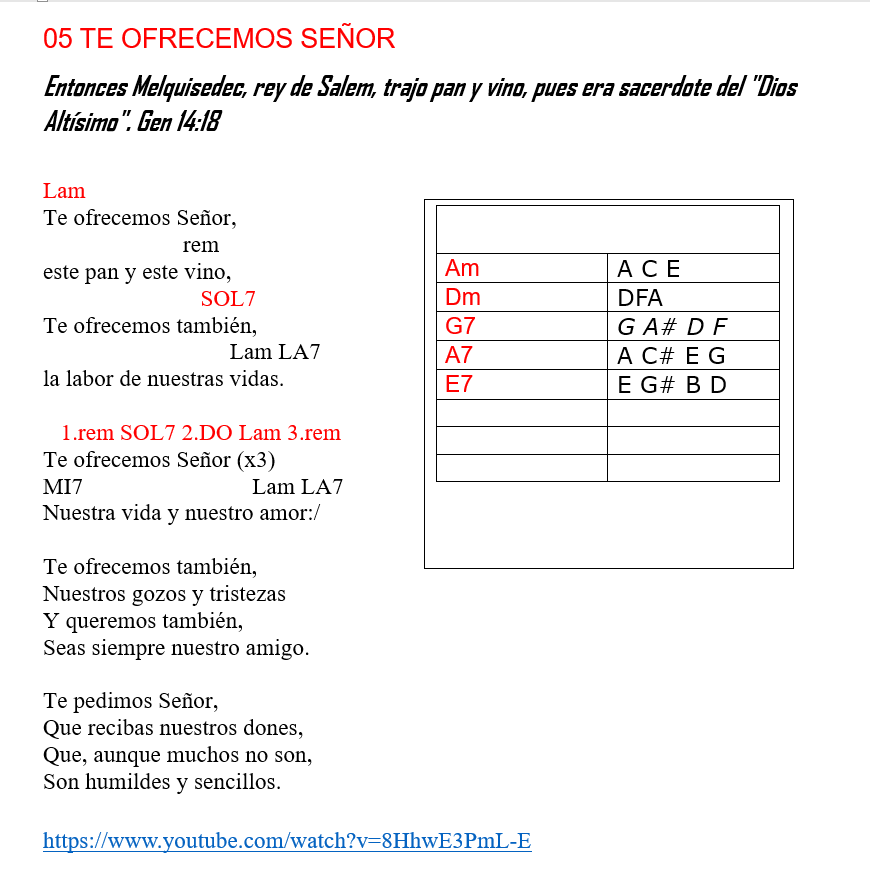 05 TE OFRECEMOS SEÑOR
Entonces Melquisedec, rey de Salem, trajo pan y vino, pues era sacerdote del "Dios
Altísimo". Gen 14:18
Lam
Te ofrecemos Señor,
rem
este pan y este vino,
SOL7
Te ofrecemos también,
Lam LA7
la labor de nuestras vidas.
1.rem SOL7 2.DO Lam 3.rem
Te ofrecemos Señor (x3)
MI7 Lam LA7
Nuestra vida y nuestro amor:/
Te ofrecemos también,
Nuestros gozos y tristezas
Y queremos también,
Seas siempre nuestro amigo.
Te pedimos Señor,
Que recibas nuestros dones,
Que, aunque muchos no son,
Son humildes y sencillos.
https://www.youtube.com/watch?v=8HhwE3PmL-E
Am A C E
Dm DFA
G7 G A# D F
A7 A C# E G
E7 E G# B D